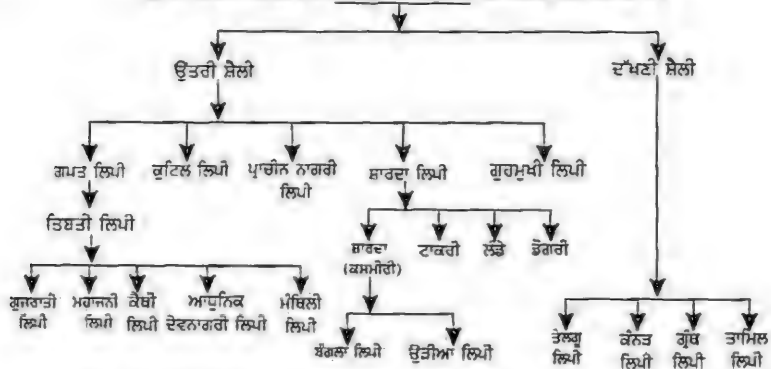 ਉੱਤਰੀ ਸ਼ੈਲੀ
ਦੱਖਣੀ ਸ਼ੈਲੀ
ਗੁਪਤ ਲਿਪੀ
ਕੁਟਿਲ ਲਿਪੀ
ਪ੍ਰਾਚੀਨ ਨਾਗਰੀ
ਲਿਪੀ
ਸ਼ਾਰਦਾ ਲਿਪੀ
ਗੁਰਮੁਖੀ ਲਿਪੀ
ਤਿਬਤੀ ਲਿਪੀ
ਸ਼ਾਰਦਾ
(ਕਸ਼ਮੀਰੀ)
ਟਾਕਰੀ
ਲੰਡੇ
ਡੋਗਰੀ
ਗੁਜਰਾਤੀ
ਲਿਪੀ
ਮਹਾਜਨੀ
ਲਿਪੀ
ਕੈਥੀ
ਲਿਪੀ
ਆਧੁਨਿਕ
ਦੇਵਨਾਗਰੀ ਲਿਪੀ
ਮੈਥਿਲੀ
ਲਿਪੀ
ਬੰਗਲਾ ਲਿਪੀ
ਉੜੀਆ ਲਿਪੀ
ਤੇਲਗੂ
ਲਿਪੀ
ਕੰਨੜ
ਲਿਪੀ
ਗ੍ਰੰਥ
ਲਿਪੀ
ਤਾਮਿਲ
ਲਿਪੀ